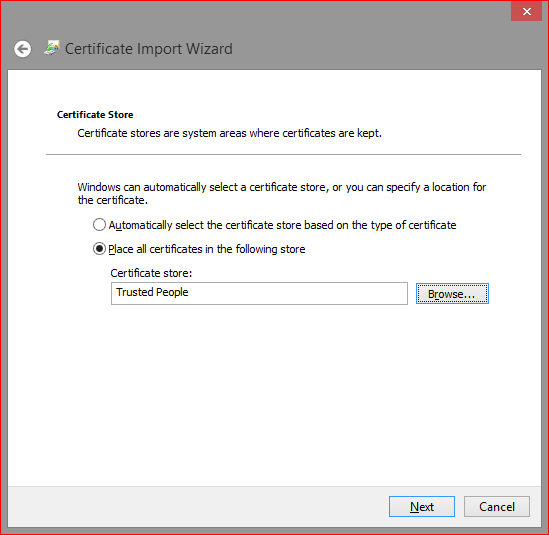 Certificate Import Wizard
Certificate Store
Certificate stores are system areas where certificates are kept.
Windows can automatically select a certificate store, or you can specify a location for
the certificate.
Automatically select the certificate store based on the type of certificate
Place all certificates in the following store
Certificate store:
Trusted People
Browse...
Next
Cancel